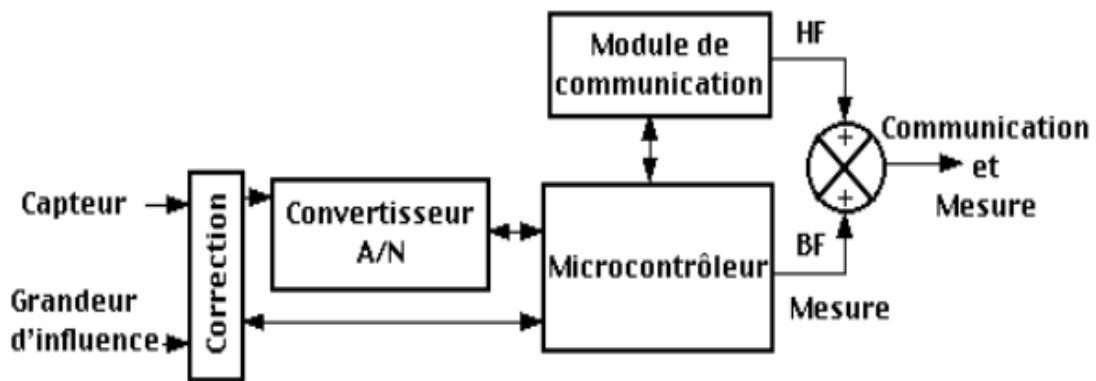 Module de
communication
HF
Communication
et
Mesure
Capteur
Correction
Convertisseur
A/N
Microcontrôleur
+
+
BF
Mesure
Grandeur
d'influence